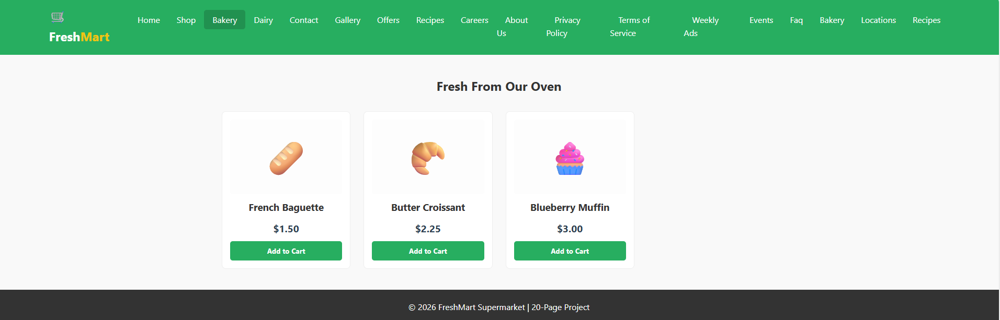 FreshMart
Home Shop Bakery Dairy Contact Gallery Offers Recipes Careers About Us Privacy Policy Terms of Service Weekly Ads Events Faq Bakery Locations Recipes
Fresh From Our Oven
French Baguette
$1.50
Add to Cart
Butter Croissant
$2.25
Add to Cart
Blueberry Muffin
$3.00
Add to Cart
© 2026 FreshMart Supermarket | 20-Page Project